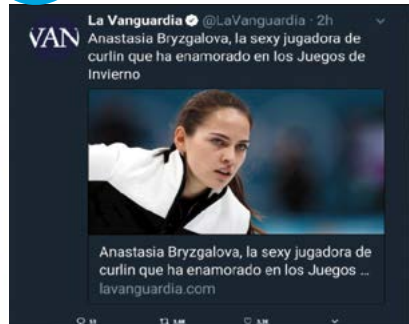 La Vanguardia @LaVanguardia · 2h
VAN
Anastasia Bryzgalova, la sexy jugadora de
curlin que ha enamorado en los Juegos de
Invierno
Anastasia Bryzgalova, la sexy jugadora de
curlin que ha enamorado en los Juegos ...
lavanguardia.com